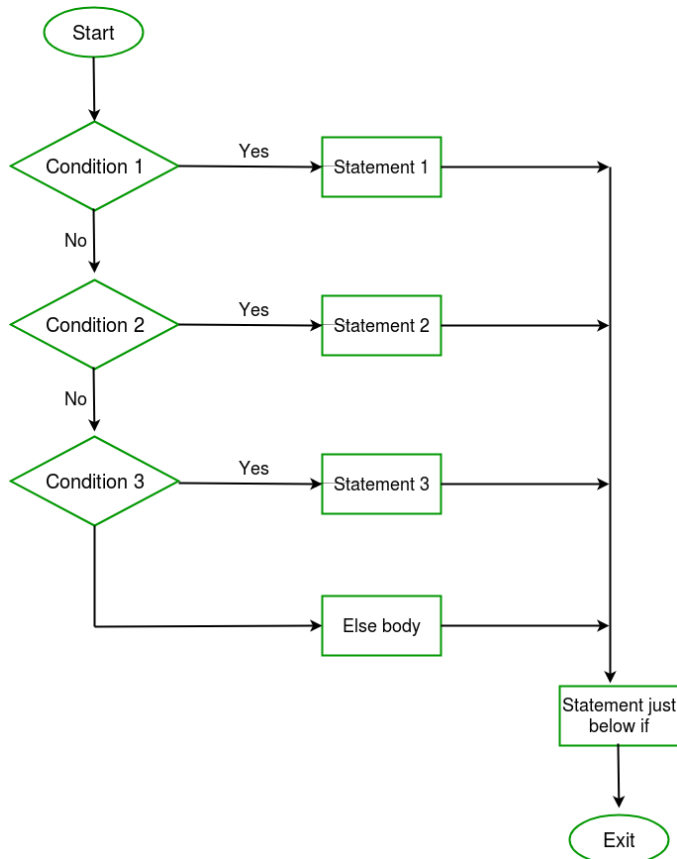 Start
Condition 1
Yes
Statement 1
No
Condition 2
Yes
Statement 2
No
Condition 3
Yes
Statement 3
Else body
Statement just
below if
Exit